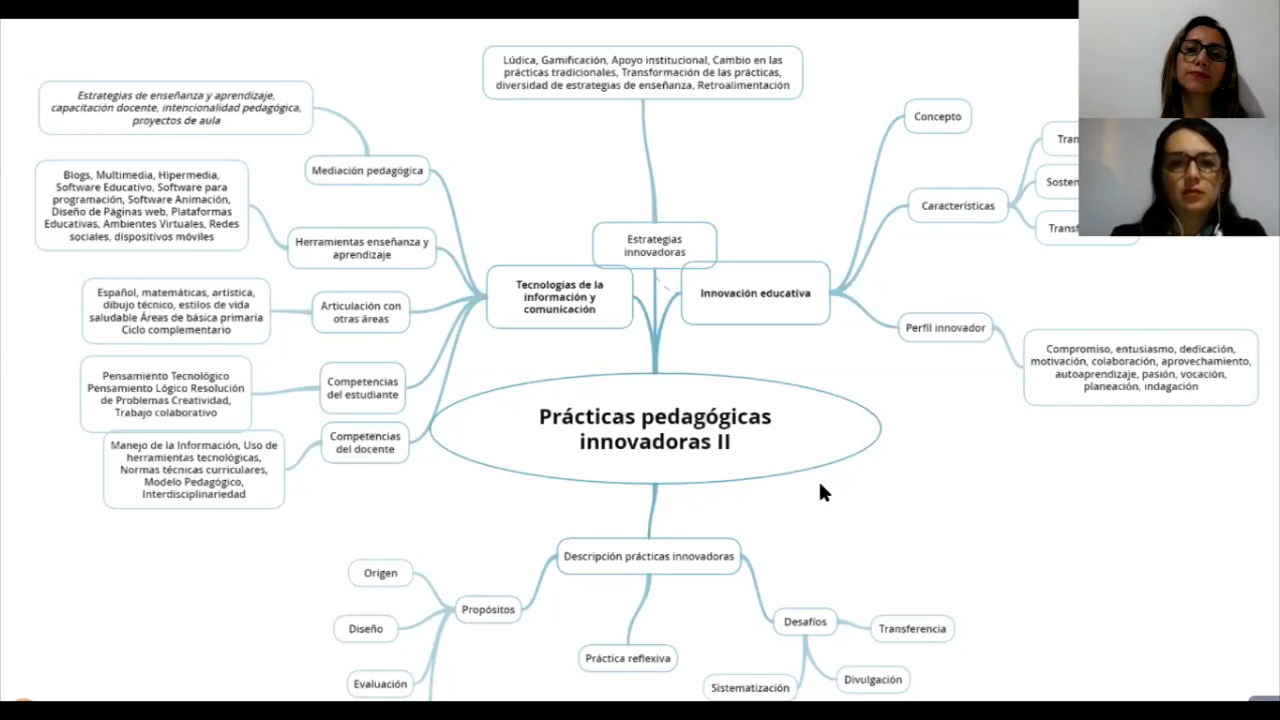 Lúdica, Gamificación, Apoyo institucional, Cambio en las
prácticas tradicionales, Transformación de las prácticas,
diversidad de estrategias de enseñanza, Retroalimentación
Estrategias de enseñanza y aprendizaje,
capacitación docente, intencionalidad pedagógica,
proyectos de aula
Mediación pedagógica
Blogs, Multimedia, Hipermedia,
Software Educativo, Software para
programación, Software Animación,
Diseño de Páginas web, Plataformas
Educativas, Ambientes Virtuales, Redes
sociales, dispositivos móviles
Herramientas enseñanza y
aprendizaje
Español, matemáticas, artística,
dibujo técnico, estilos de vida
saludable Áreas de básica primaria
Ciclo complementario
Articulación con
otras áreas
Pensamiento Tecnológico
Pensamiento Lógico Resolución
de Problemas Creatividad,
Trabajo colaborativo
Competencias
del estudiante
Manejo de la Información, Uso de
herramientas tecnológicas,
Normas técnicas curriculares,
Modelo Pedagógico,
Interdisciplinariedad
Competencias
del docente
Tecnologías de la
información y
comunicación
Estrategias
innovadoras
Innovación educativa
Concepto
Características
Perfil innovador
Compromiso, entusiasmo, dedicación,
motivación, colaboración, aprovechamiento,
autoaprendizaje, pasión, vocación,
planeación, indagación
Prácticas pedagógicas
innovadoras II
Descripción prácticas innovadoras
Propósitos
Origen
Diseño
Evaluación
Práctica reflexiva
Desafíos
Transferencia
Divulgación
Sistematización